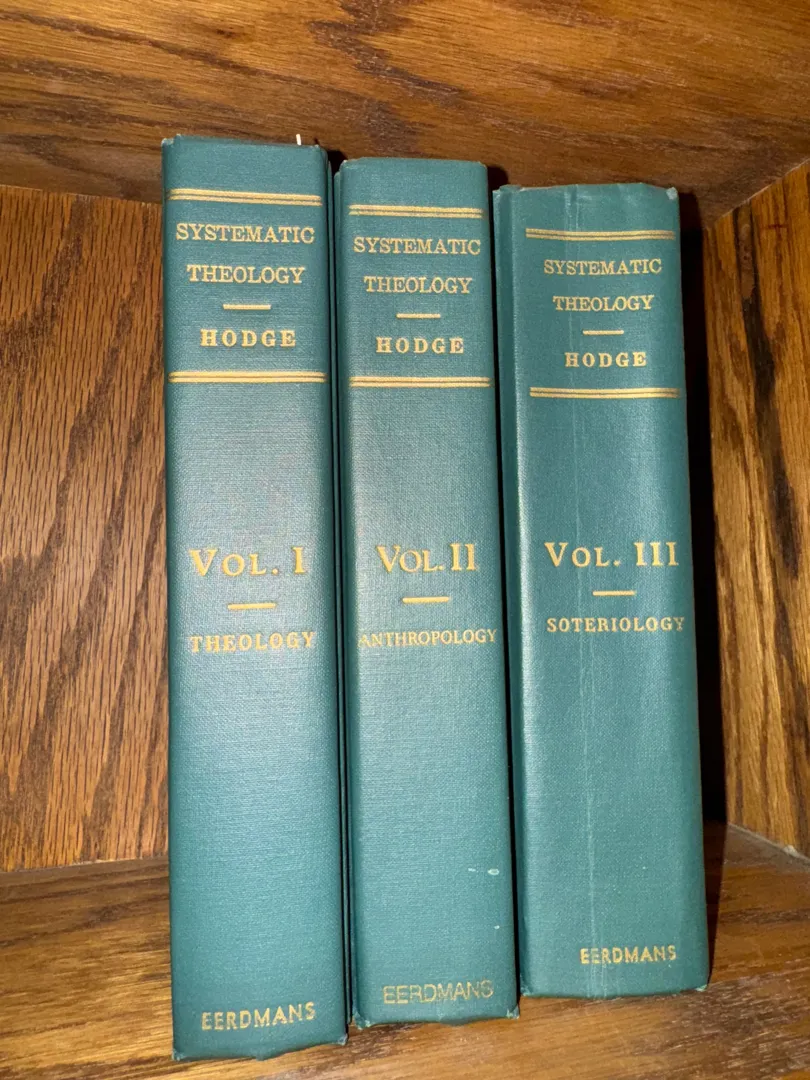 SYSTEMATIC
THEOLOGY
HODGE
VOL. I
THEOLOGY
EERDMANS
SYSTEMATIC
THEOLOGY
HODGE
VOL. II
ANTHROPOLOGY
EERDMANS
SYSTEMATIC
THEOLOGY
HODGE
VOL. III
SOTERIOLOGY
EERDMANS